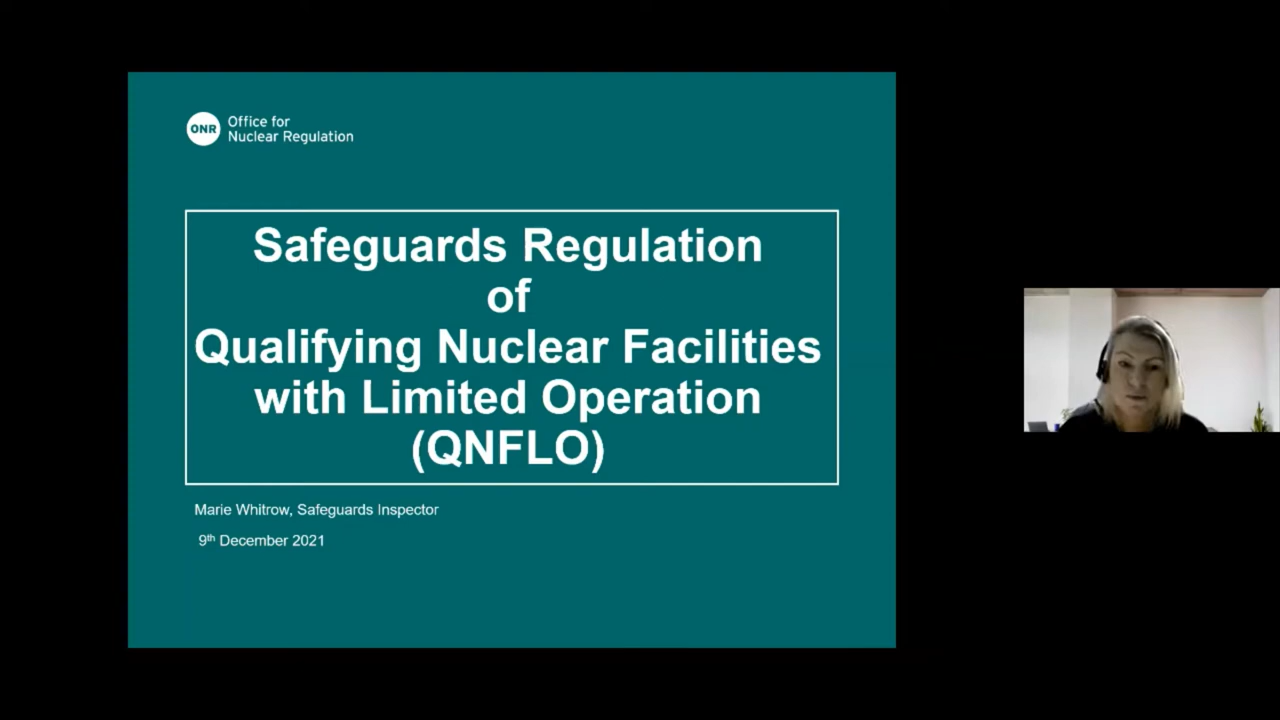 ONR
Office for
Nuclear Regulation
Safeguards Regulation
of
Qualifying Nuclear Facilities
with Limited Operation
(QNFLO)
Marie Whitrow, Safeguards Inspector
9th December 2021